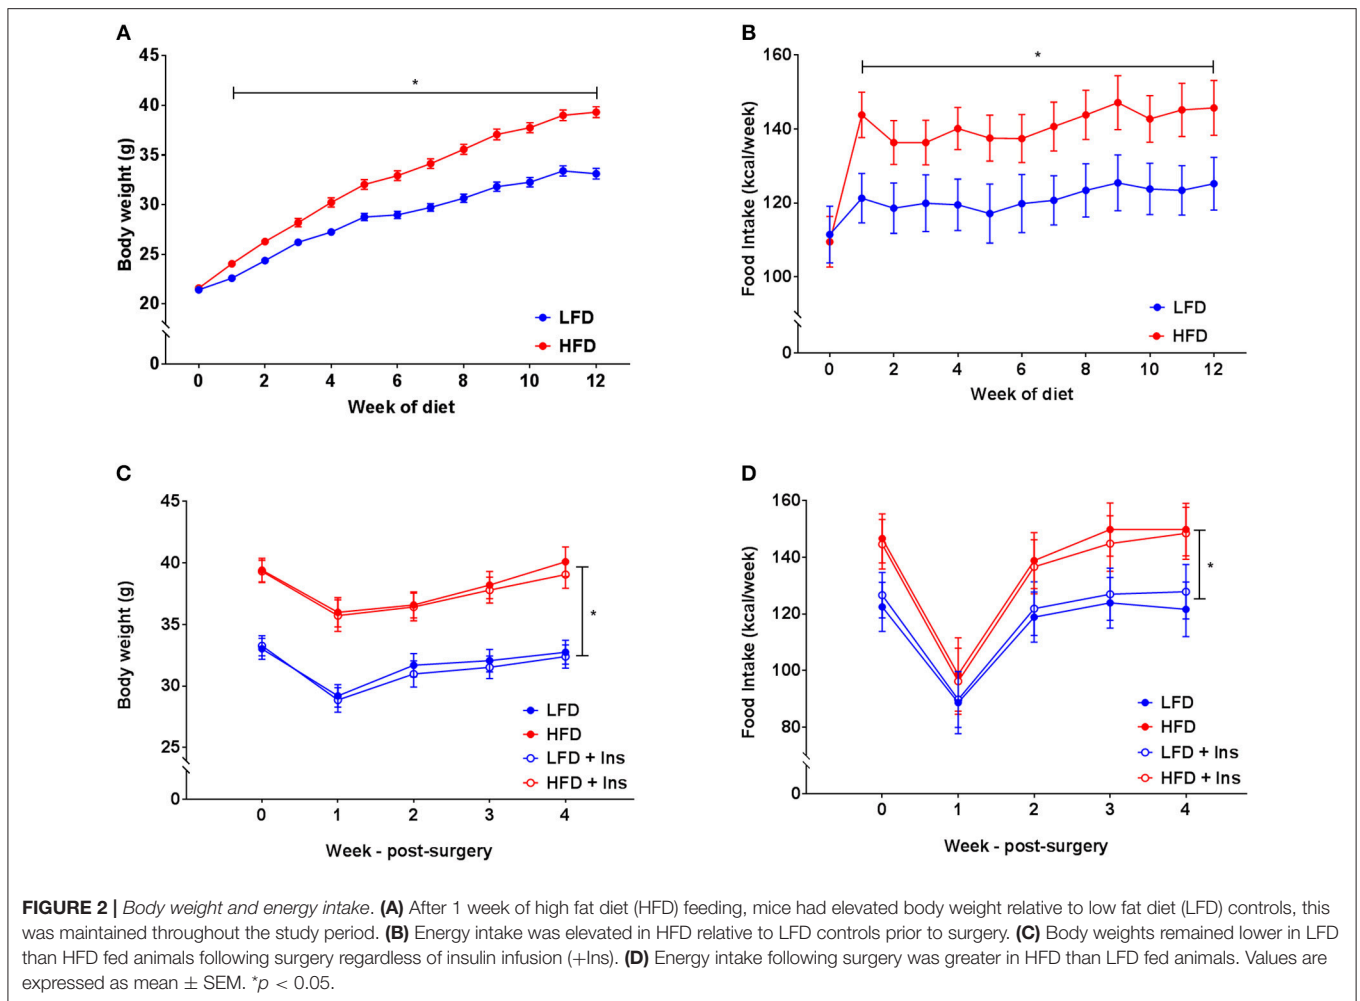 A
45
40
35
30
25
20
0
Body weight (g)
*
LFD
HFD
0 2 4 6 8 10 12
Week of diet
B
160
140
120
100
0
Food Intake (kcal/week)
*
LFD
HFD
0 2 4 6 8 10 12
Week of diet
C
45
40
35
30
25
0
Body weight (g)
*
LFD
HFD
LFD + Ins
HFD + Ins
0 1 2 3 4
Week - post-surgery
D
160
140
120
100
80
0
Food Intake (kcal/week)
*
LFD
HFD
LFD + Ins
HFD + Ins
0 1 2 3 4
Week - post-surgery
FIGURE 2 | Body weight and energy intake. (A) After 1 week of high fat diet (HFD) feeding, mice had elevated body weight relative to low fat diet (LFD) controls, this
was maintained throughout the study period. (B) Energy intake was elevated in HFD relative to LFD controls prior to surgery. (C) Body weights remained lower in LFD
than HFD fed animals following surgery regardless of insulin infusion (+Ins). (D) Energy intake following surgery was greater in HFD than LFD fed animals. Values are
expressed as mean ± SEM. *p < 0.05.